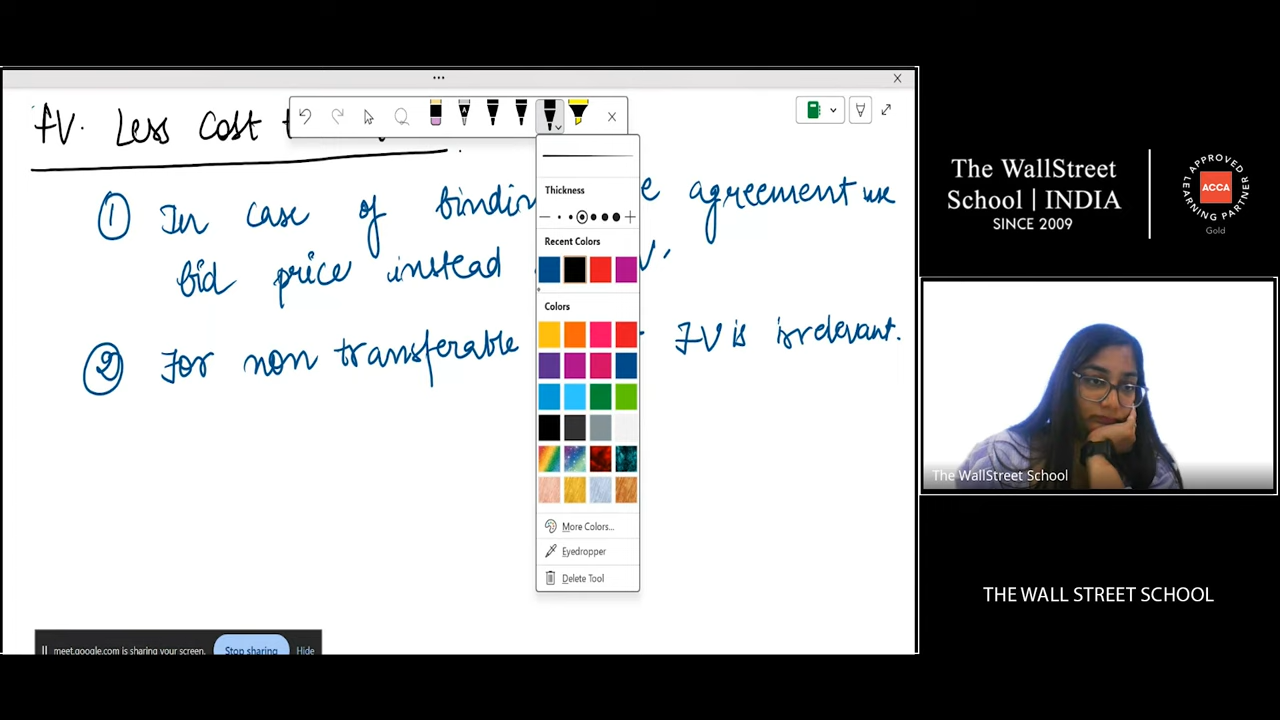 FV. Less Cost
① In case of agreement we
bid price instead
② For non transferable FV is irrelevant.
Thickness
Recent Colors
Colors
More Colors...
Eyedropper
Delete Tool
meet.google.com is sharing your screen.
Stop sharing
Hide
The WallStreet
School | INDIA
SINCE 2009
APPROVED
LEARNING PARTNER
ACCA
Gold
The WallStreet School
THE WALL STREET SCHOOL